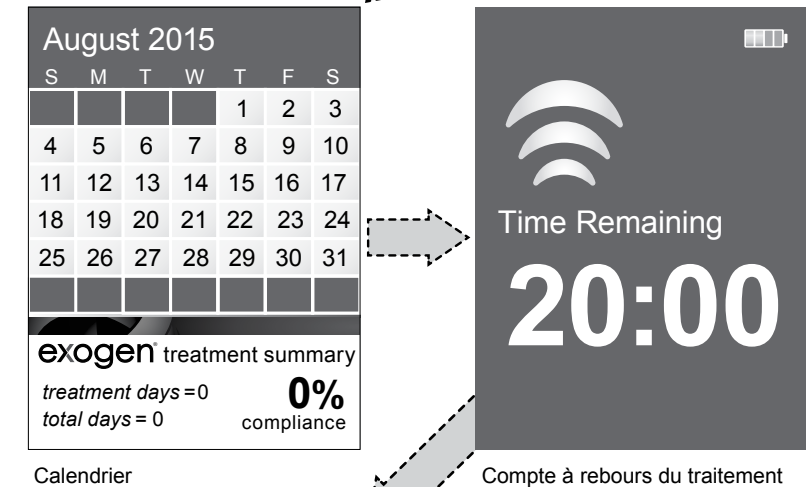 August 2015
S M T W T F S
1 2 3
4 5 6 7 8 9 10
11 12 13 14 15 16 17
18 19 20 21 22 23 24
25 26 27 28 29 30 31
exogen® treatment summary
treatment days = 0
total days = 0
0%
compliance
Calendrier
Time Remaining
20:00
Compte à rebours du traitement